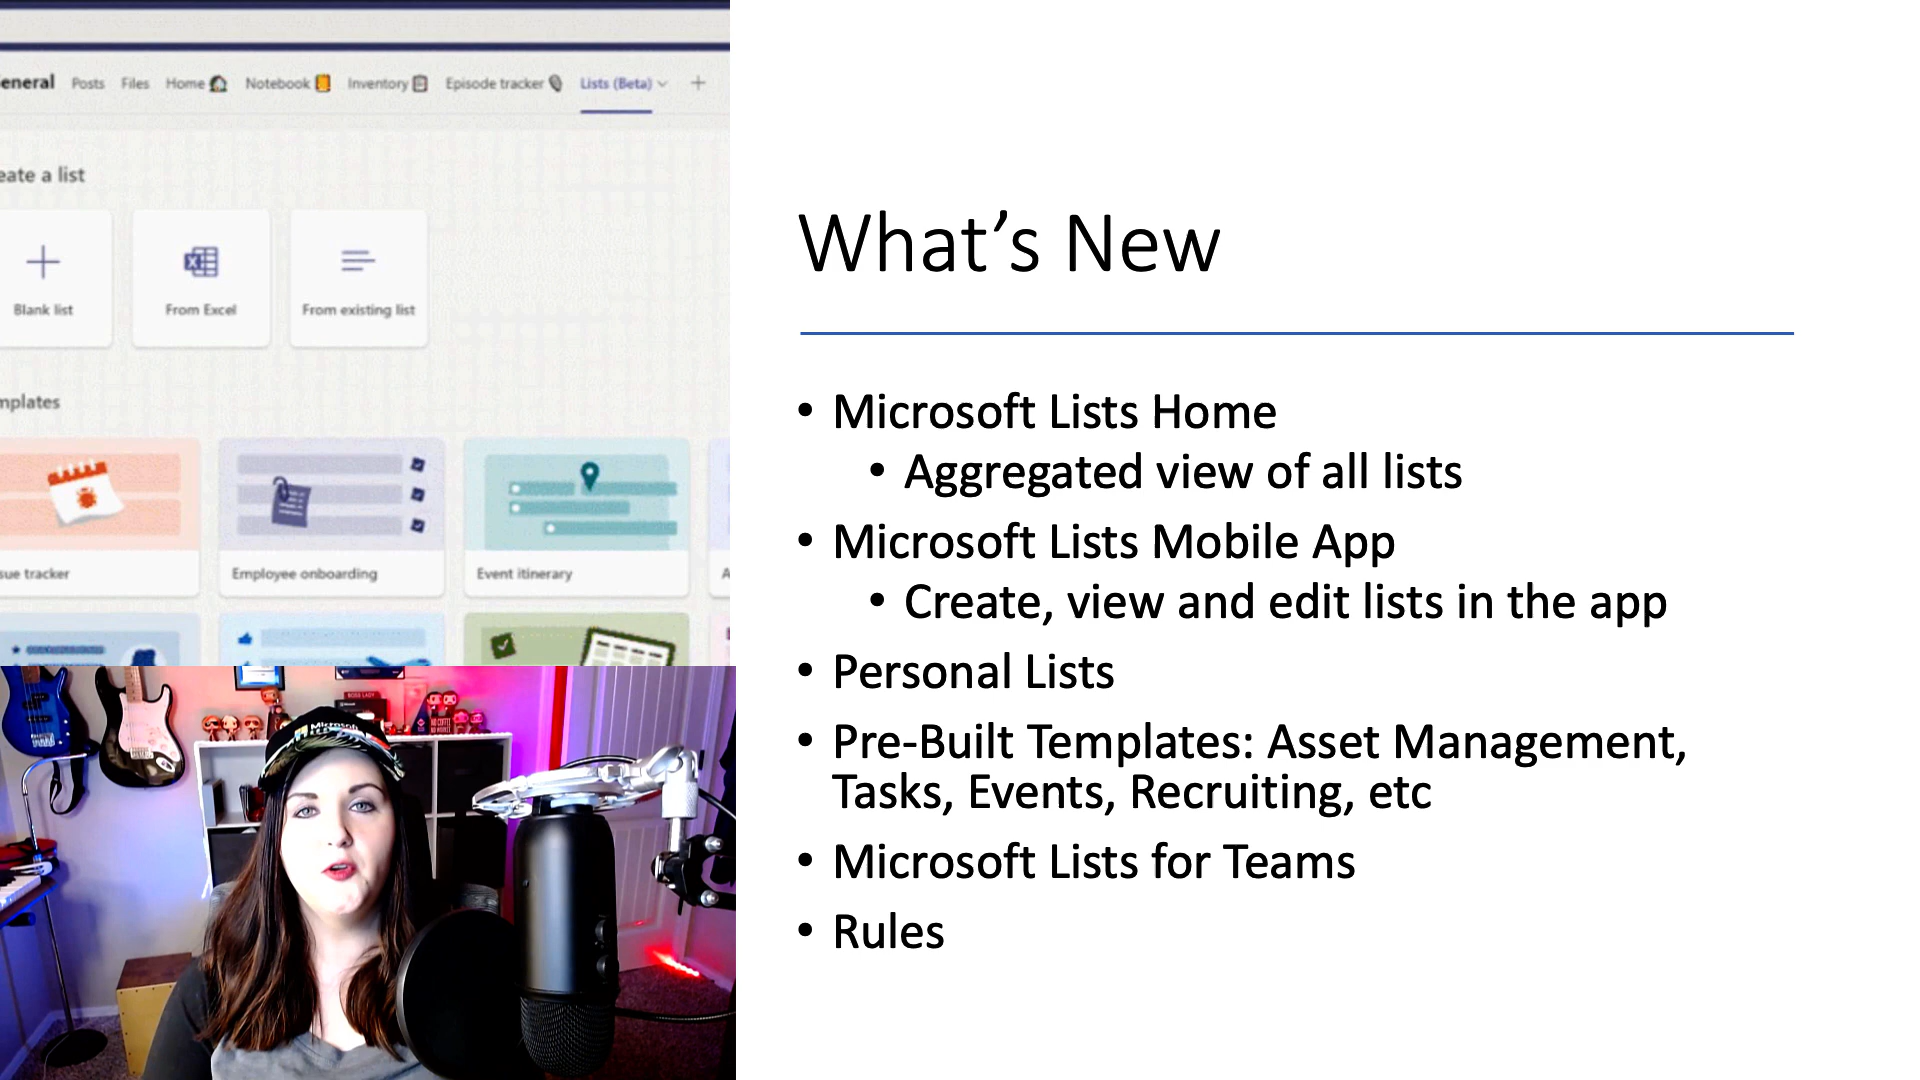 eneral Posts Files Home Notebook Inventory Episode tracker Lists (Beta)
eate a list
Blank list From Excel From existing list
mplates
sue tracker Employee onboarding Event itinerary A
BOSS LADY
Microsoft
What's New
• Microsoft Lists Home
• Aggregated view of all lists
• Microsoft Lists Mobile App
• Create, view and edit lists in the app
• Personal Lists
• Pre-Built Templates: Asset Management,
Tasks, Events, Recruiting, etc
• Microsoft Lists for Teams
• Rules